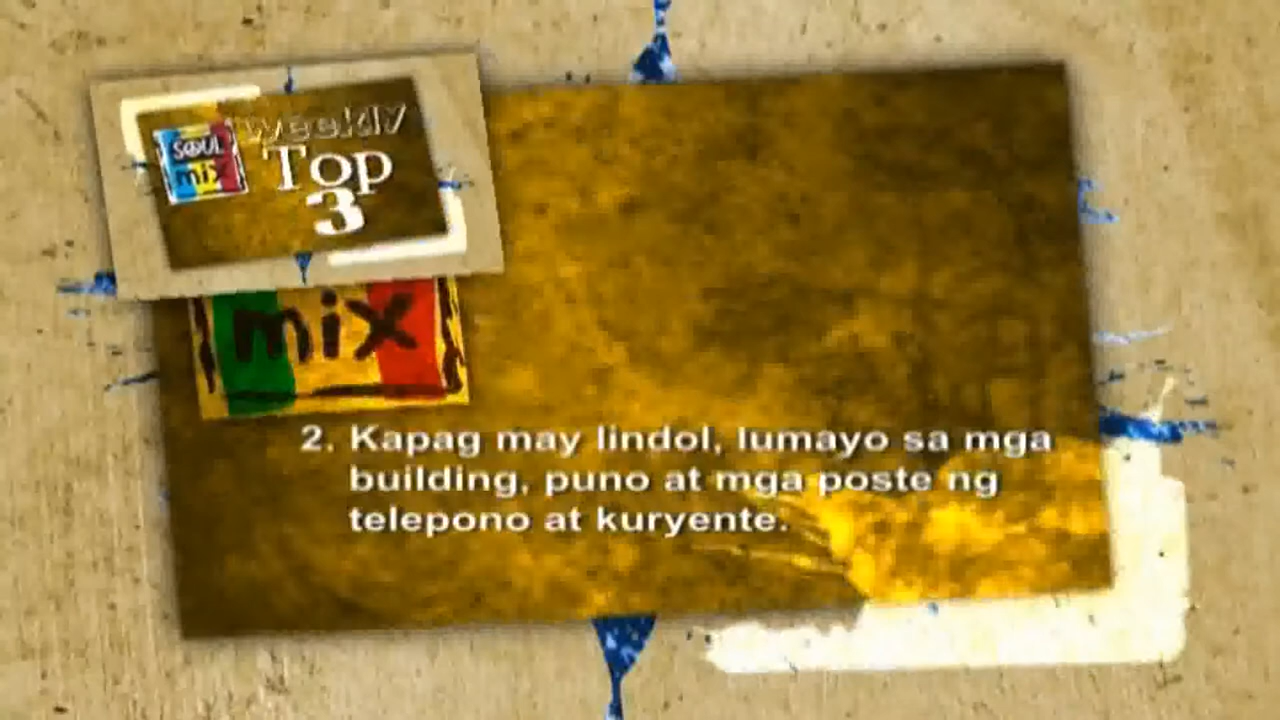 weekly
SOUL
Top
mix
3
mix
2. Kapag may lindol, lumayo sa mga
building, puno at mga poste ng
telepono at kuryente.